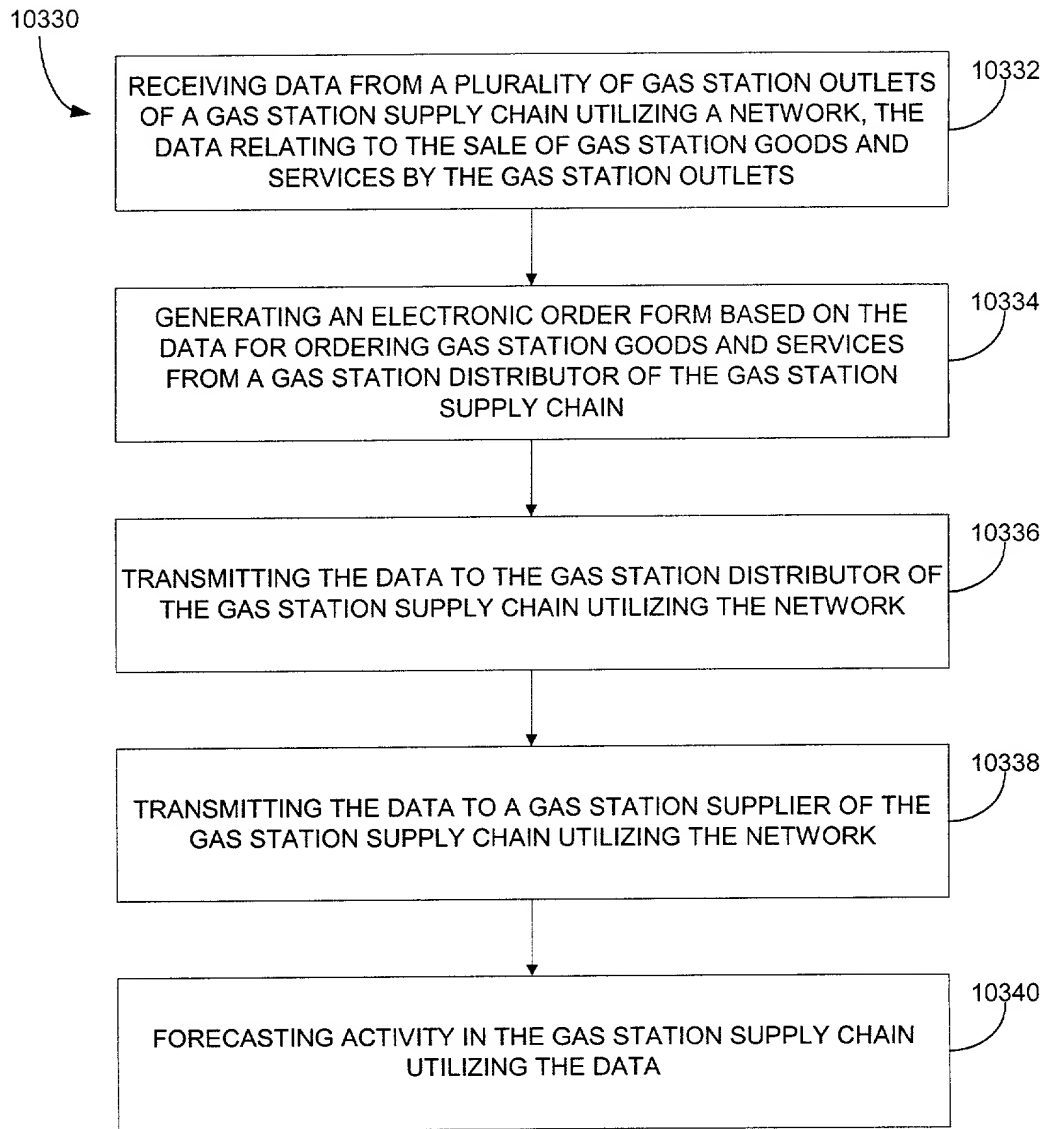 10330
RECEIVING DATA FROM A PLURALITY OF GAS STATION OUTLETS
OF A GAS STATION SUPPLY CHAIN UTILIZING A NETWORK, THE
DATA RELATING TO THE SALE OF GAS STATION GOODS AND
SERVICES BY THE GAS STATION OUTLETS
10332
GENERATING AN ELECTRONIC ORDER FORM BASED ON THE
DATA FOR ORDERING GAS STATION GOODS AND SERVICES
FROM A GAS STATION DISTRIBUTOR OF THE GAS STATION
SUPPLY CHAIN
10334
TRANSMITTING THE DATA TO THE GAS STATION DISTRIBUTOR OF
THE GAS STATION SUPPLY CHAIN UTILIZING THE NETWORK
10336
TRANSMITTING THE DATA TO A GAS STATION SUPPLIER OF THE
GAS STATION SUPPLY CHAIN UTILIZING THE NETWORK
10338
FORECASTING ACTIVITY IN THE GAS STATION SUPPLY CHAIN
UTILIZING THE DATA
10340